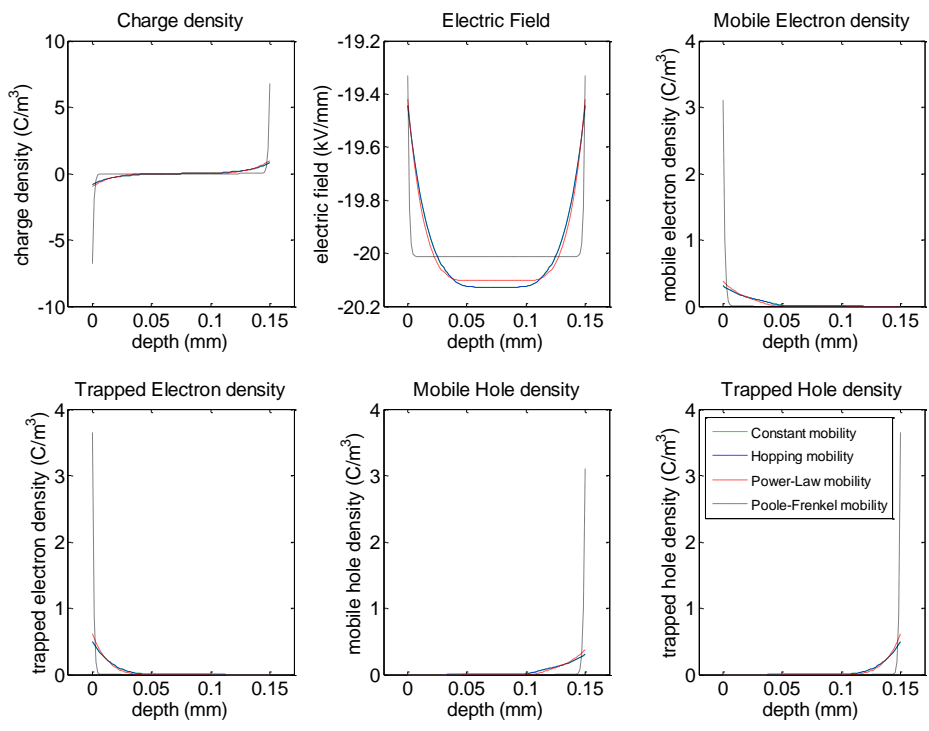 Charge density
Electric Field
Mobile Electron density
10
5
0
-5
-10
charge density (C/m3)
0 0.05 0.1 0.15
depth (mm)
-19.2
-19.4
-19.6
-19.8
-20
-20.2
electric field (kV/mm)
0 0.05 0.1 0.15
depth (mm)
4
3
2
1
0
mobile electron density (C/m3)
0 0.05 0.1 0.15
depth (mm)
Trapped Electron density
Mobile Hole density
Trapped Hole density
4
3
2
1
0
trapped electron density (C/m3)
0 0.05 0.1 0.15
depth (mm)
4
3
2
1
0
mobile hole density (C/m3)
0 0.05 0.1 0.15
depth (mm)
4
3
2
1
0
trapped hole density (C/m3)
Constant mobility
Hopping mobility
Power-Law mobility
Poole-Frenkel mobility
0 0.05 0.1 0.15
depth (mm)